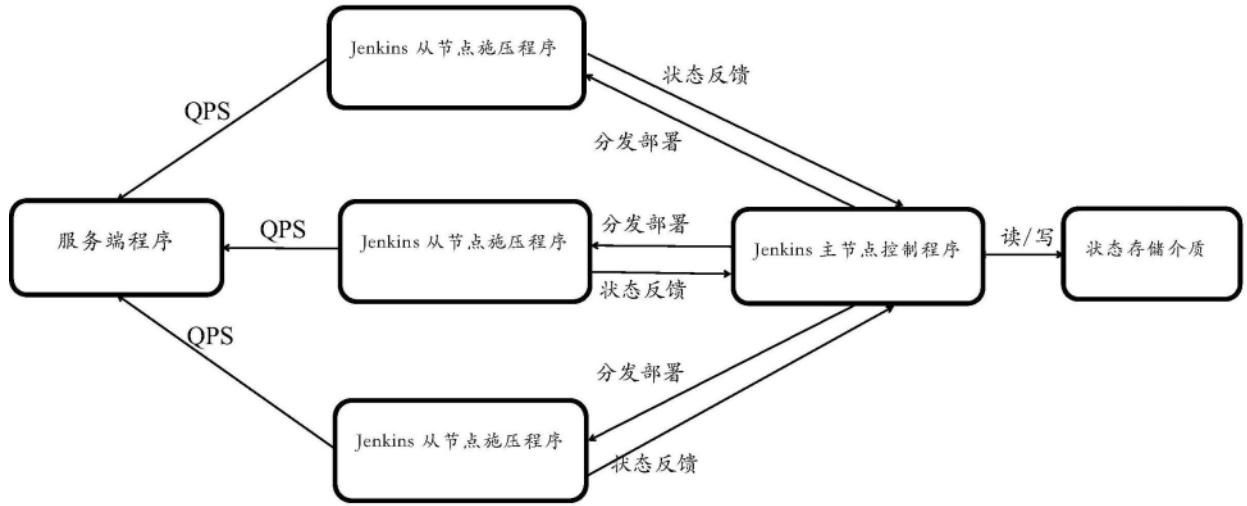 Jenkins 从节点施压程序
状态反馈
QPS
分发部署
服务端程序
QPS
Jenkins 从节点施压程序
分发部署
状态反馈
Jenkins 主节点控制程序
读/写
状态存储介质
QPS
分发部署
Jenkins 从节点施压程序
状态反馈